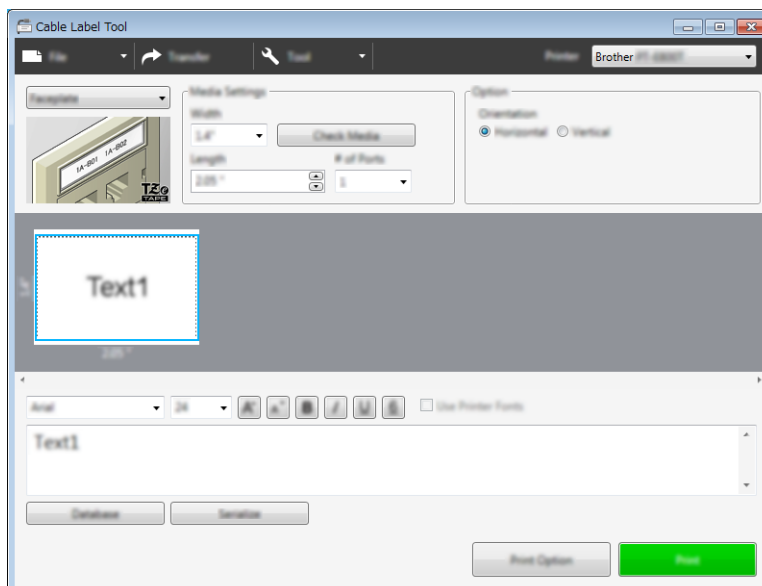 Cable Label Tool
File Transfer Tool Printer Brother
Faceplate
Media Settings
Option
Width
1.4"
Check Media
Orientation
Horizontal Vertical
Length
# of Ports
2.05 "
1
1A-B01 1A-B02
TZe
TAPE
Text1
2.05 "
Arial
24
Use Printer Fonts
Text1
Database
Serialize
Print Option
Print